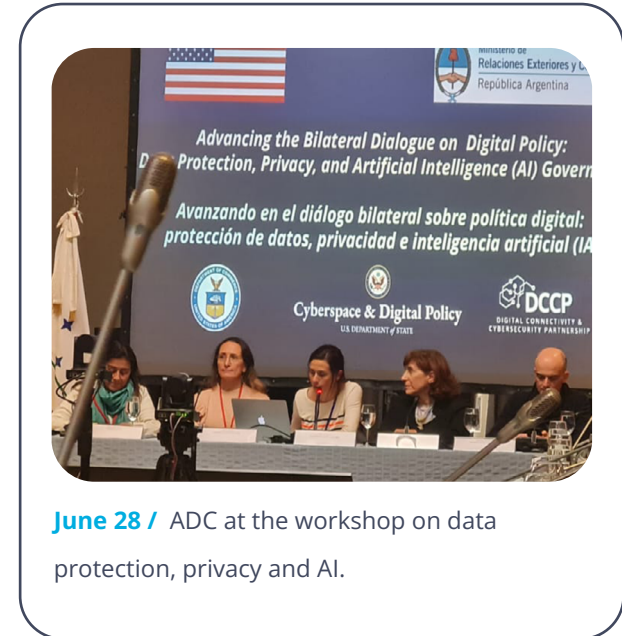 Ministerio de
Relaciones Exteriores y C
República Argentina
Advancing the Bilateral Dialogue on Digital Policy:
Protection, Privacy, and Artificial Intelligence (AI) Govern
Avanzando en el diálogo bilateral sobre política digital:
protección de datos, privacidad e inteligencia artificial (IA
Cyberspace & Digital Policy
U.S. DEPARTMENT of STATE
DCCP
DIGITAL CONNECTIVITY &
CYBERSECURITY PARTNERSHIP
June 28 / ADC at the workshop on data
protection, privacy and AI.